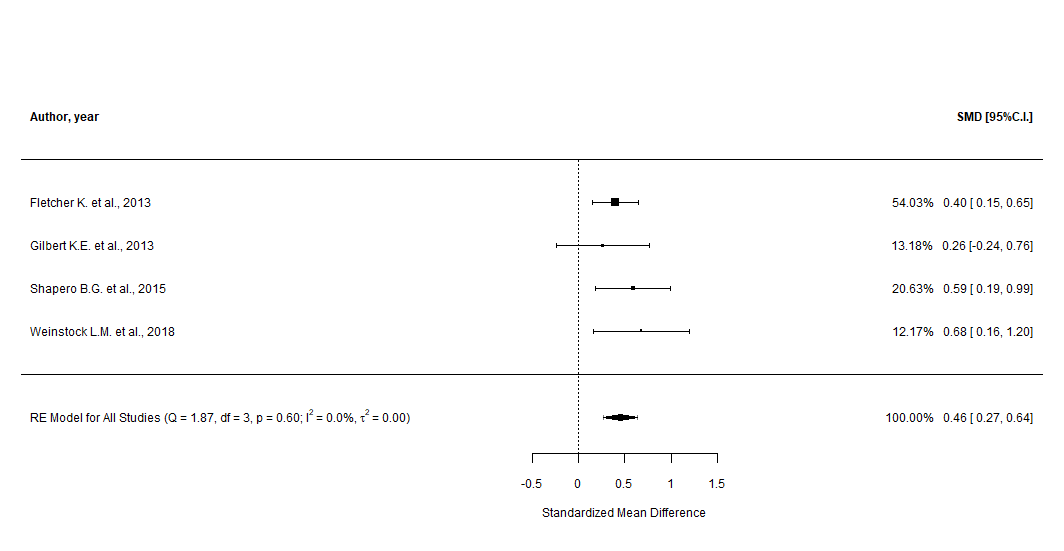 Author, year SMD [95%C.I.]
Fletcher K. et al., 2013 54.03% 0.40 [ 0.15, 0.65]
Gilbert K.E. et al., 2013 13.18% 0.26 [-0.24, 0.76]
Shapero B.G. et al., 2015 20.63% 0.59 [ 0.19, 0.99]
Weinstock L.M. et al., 2018 12.17% 0.68 [ 0.16, 1.20]
RE Model for All Studies (Q = 1.87, df = 3, p = 0.60; I² = 0.0%, τ² = 0.00) 100.00% 0.46 [ 0.27, 0.64]
-0.5 0 0.5 1 1.5
Standardized Mean Difference